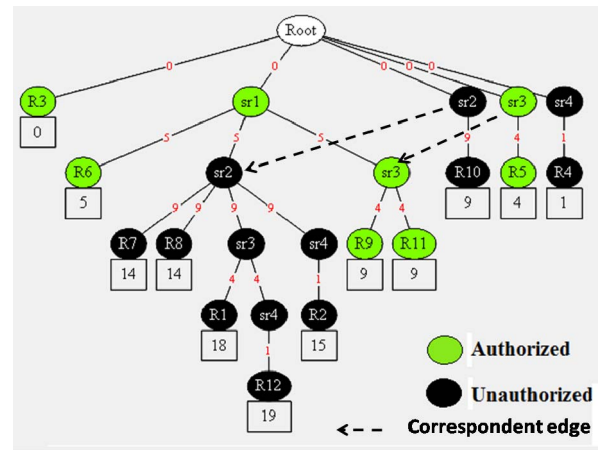 Root
0 0 0 0 0
R3 sr1 sr2 sr3 sr4
0
5 5 5 9 4 1
R6 sr2 sr3 R10 R5 R4
5 9 4 1
9 9 9 9 4 4
R7 R8 sr3 sr4 R9 R11
14 14 9 9
4 4 1
R1 sr4 R2
18 15
1
R12
19
Authorized
Unauthorized
Correspondent edge